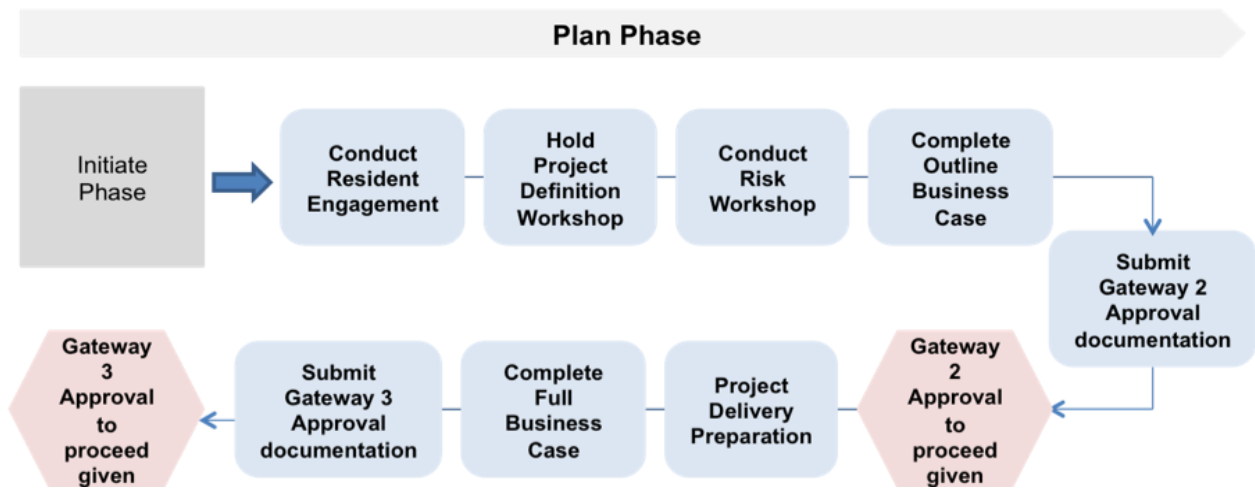 Plan Phase
Initiate
Phase
Conduct
Resident
Engagement
Hold
Project
Definition
Workshop
Conduct
Risk
Workshop
Complete
Outline
Business
Case
Submit
Gateway 2
Approval
documentation
Gateway
2
Approval
to
proceed
given
Project
Delivery
Preparation
Complete
Full
Business
Case
Submit
Gateway 3
Approval
documentation
Gateway
3
Approval
to
proceed
given